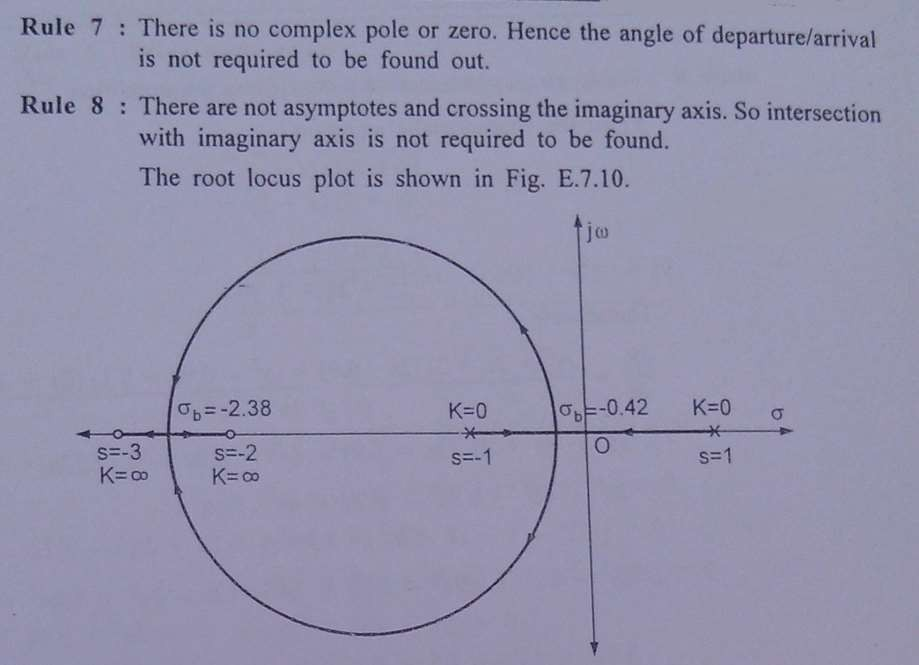 Rule 7 : There is no complex pole or zero. Hence the angle of departure/arrival
is not required to be found out.
Rule 8 : There are not asymptotes and crossing the imaginary axis. So intersection
with imaginary axis is not required to be found.
The root locus plot is shown in Fig. E.7.10.
jω
σb = -2.38
K=0
σb=-0.42
K=0
σ
s=-3
s=-2
s=-1
O
s=1
K=∞
K=∞